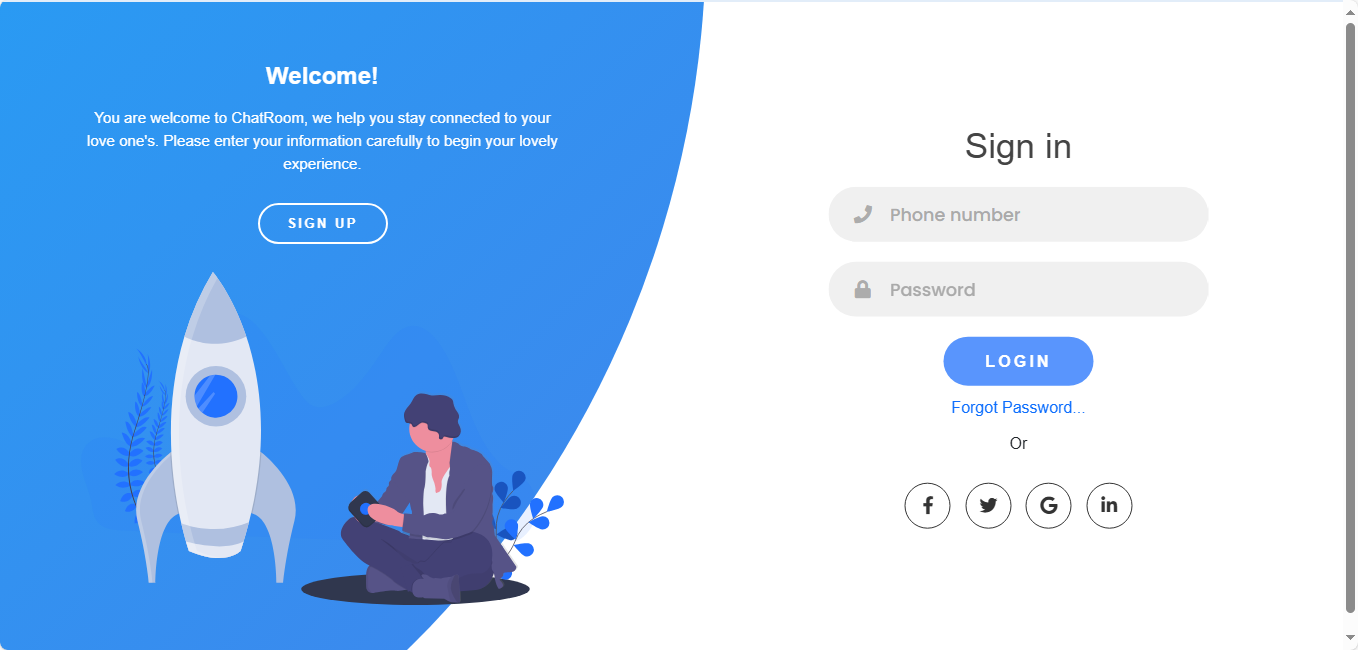 Welcome!
You are welcome to ChatRoom, we help you stay connected to your
love one's. Please enter your information carefully to begin your lovely
experience.
SIGN UP
Sign in
Phone number
Password
LOGIN
Forgot Password...
Or